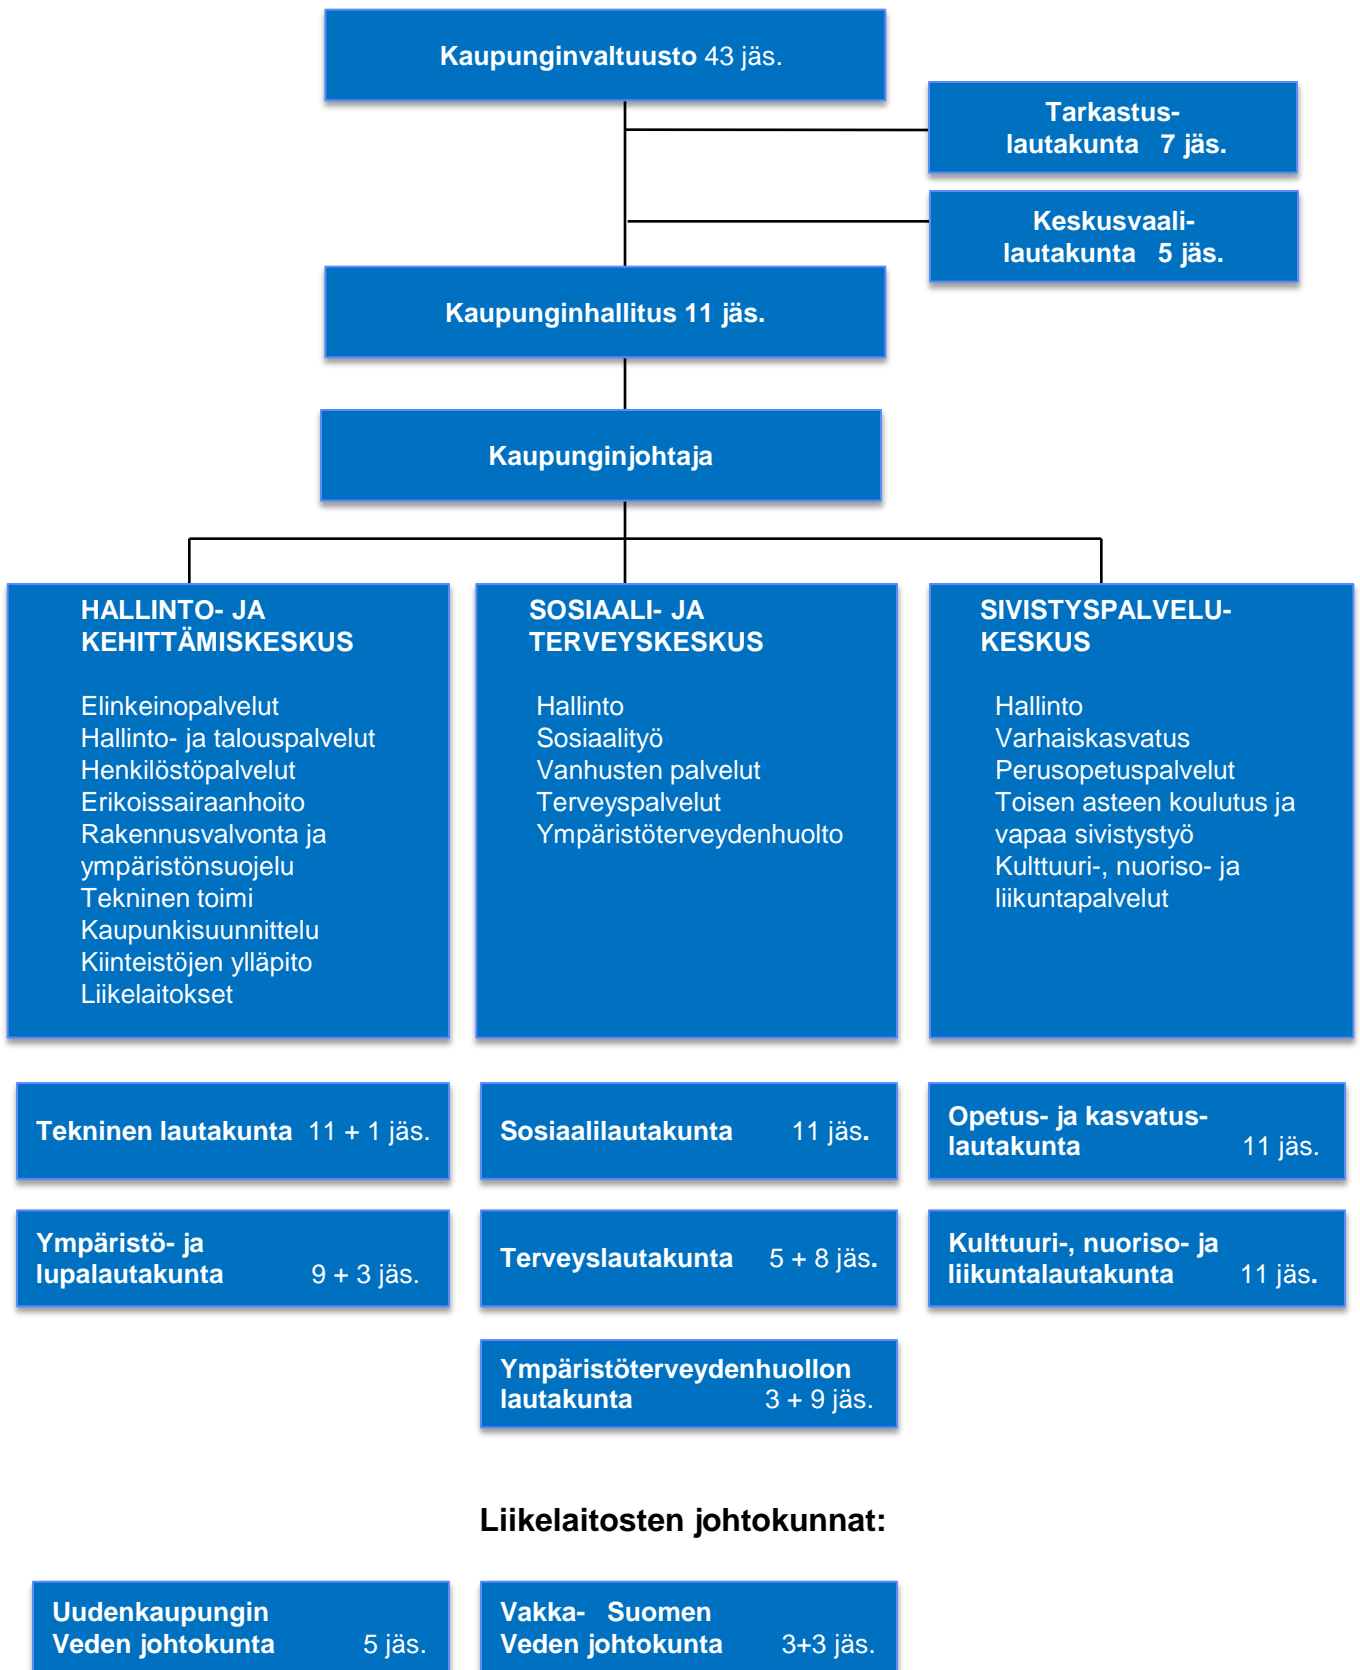 Kaupunginvaltuusto 43 jäs.
Tarkastus-
lautakunta 7 jäs.
Keskusvaali-
lautakunta 5 jäs.
Kaupunginhallitus 11 jäs.
Kaupunginjohtaja
HALLINTO- JA
KEHITTÄMISKESKUS
Elinkeinopalvelut
Hallinto- ja talouspalvelut
Henkilöstöpalvelut
Erikoissairaanhoito
Rakennusvalvonta ja
ympäristönsuojelu
Tekninen toimi
Kaupunkisuunnittelu
Kiinteistöjen ylläpito
Liikelaitokset
SOSIAALI- JA
TERVEYSKESKUS
Hallinto
Sosiaalityö
Vanhusten palvelut
Terveyspalvelut
Ympäristöterveydenhuolto
SIVISTYSPALVELU-
KESKUS
Hallinto
Varhaiskasvatus
Perusopetuspalvelut
Toisen asteen koulutus ja
vapaa sivistystyö
Kulttuuri-, nuoriso- ja
liikuntapalvelut
Tekninen lautakunta 11 + 1 jäs.
Sosiaalilautakunta 11 jäs.
Opetus- ja kasvatus-
lautakunta 11 jäs.
Ympäristö- ja
lupalautakunta 9 + 3 jäs.
Terveyslautakunta 5 + 8 jäs.
Kulttuuri-, nuoriso- ja
liikuntalautakunta 11 jäs.
Ympäristöterveydenhuollon
lautakunta 3 + 9 jäs.
Liikelaitosten johtokunnat:
Uudenkaupungin
Veden johtokunta 5 jäs.
Vakka- Suomen
Veden johtokunta 3+3 jäs.